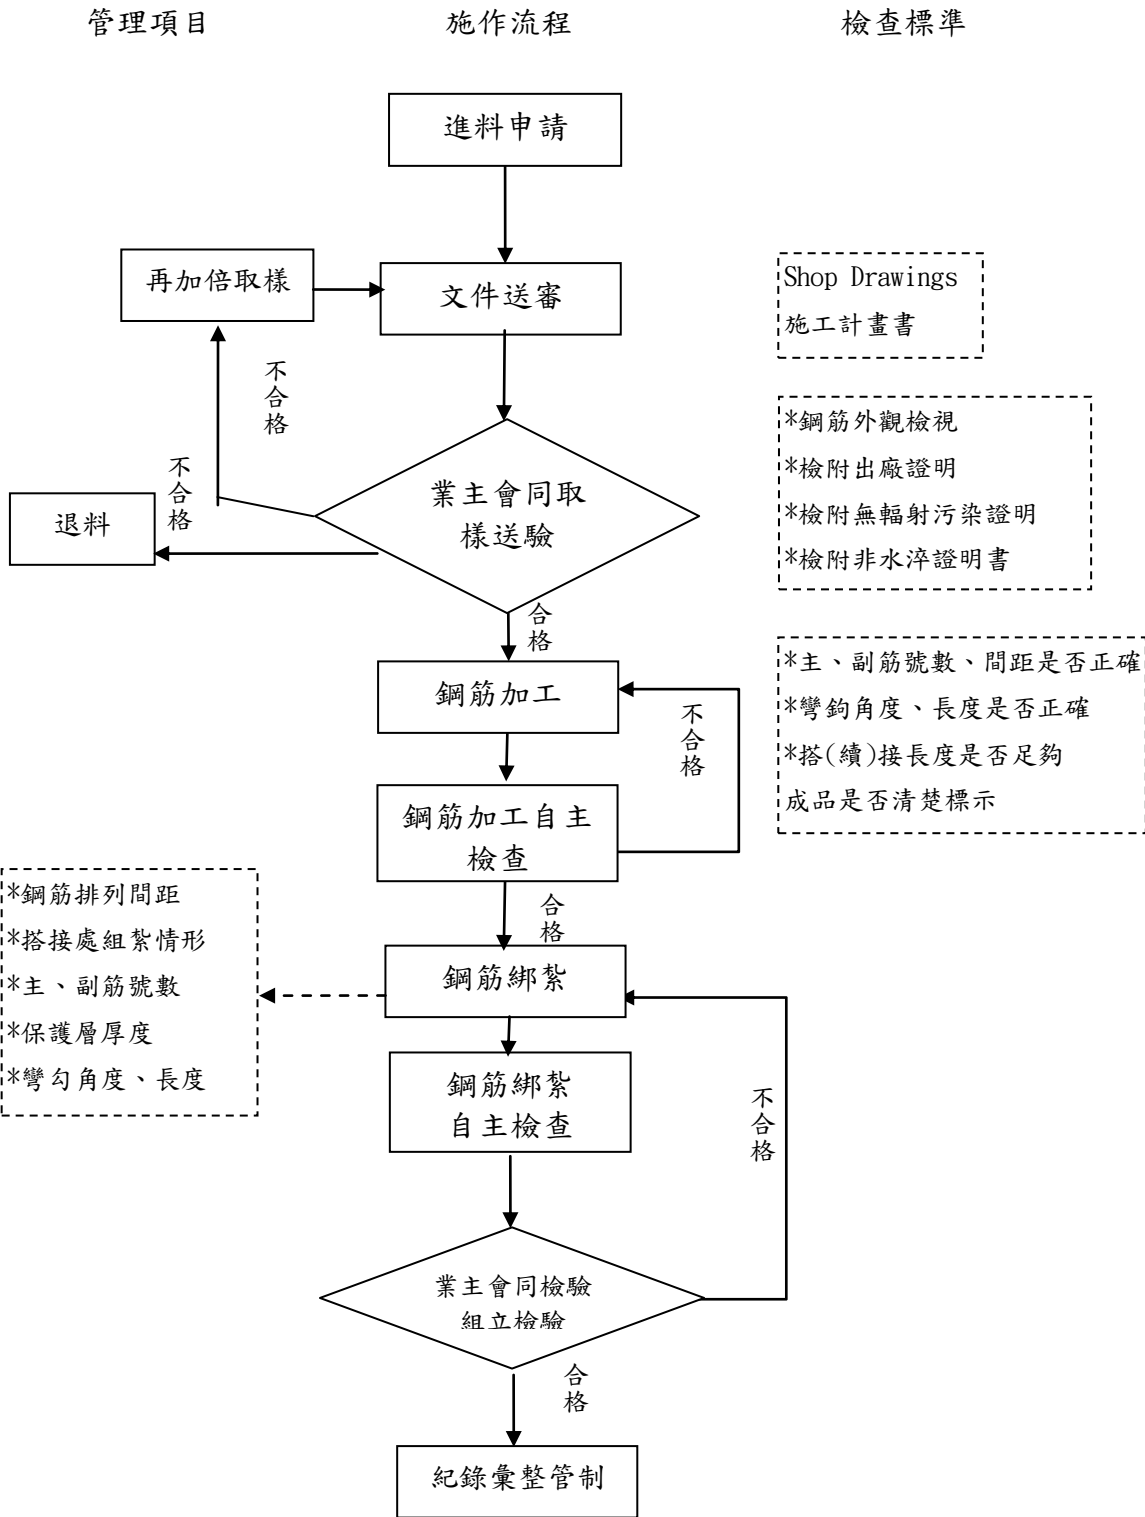 管理項目
施作流程
檢查標準
進料申請
再加倍取樣
文件送審
Shop Drawings
施工計畫書
不合格
*鋼筋外觀檢視
*檢附出廠證明
*檢附無輻射污染證明
*檢附非水淬證明書
不合格
退料
業主會同取
樣送驗
合格
鋼筋加工
不合格
*主、副筋號數、間距是否正確
*彎鉤角度、長度是否正確
*搭(續)接長度是否足夠
成品是否清楚標示
鋼筋加工自主
檢查
合格
*鋼筋排列間距
*搭接處組紮情形
*主、副筋號數
*保護層厚度
*彎勾角度、長度
鋼筋綁紮
鋼筋綁紮
自主檢查
不合格
業主會同檢驗
組立檢驗
合格
紀錄彙整管制